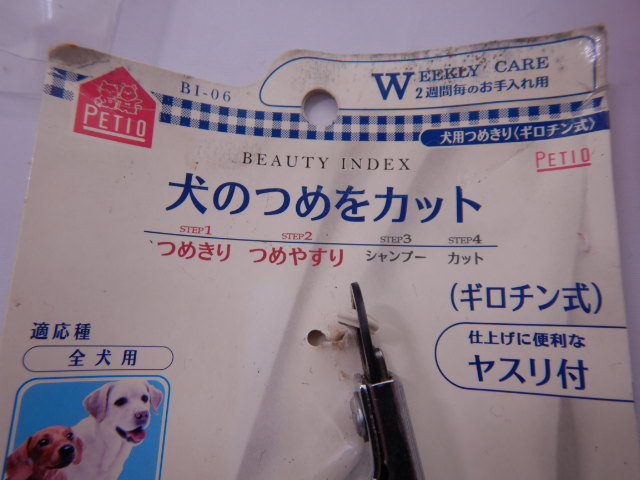 PETIO
BI-06
WEEKLY CARE
2週間毎のお手入れ用
犬用つめきり〈ギロチン式〉
PETIO
BEAUTY INDEX
犬のつめをカット
STEP1 STEP2 STEP3 STEP4
つめきり つめやすり シャンプー カット
(ギロチン式)
仕上げに便利な
ヤスリ付
適応種
全犬用